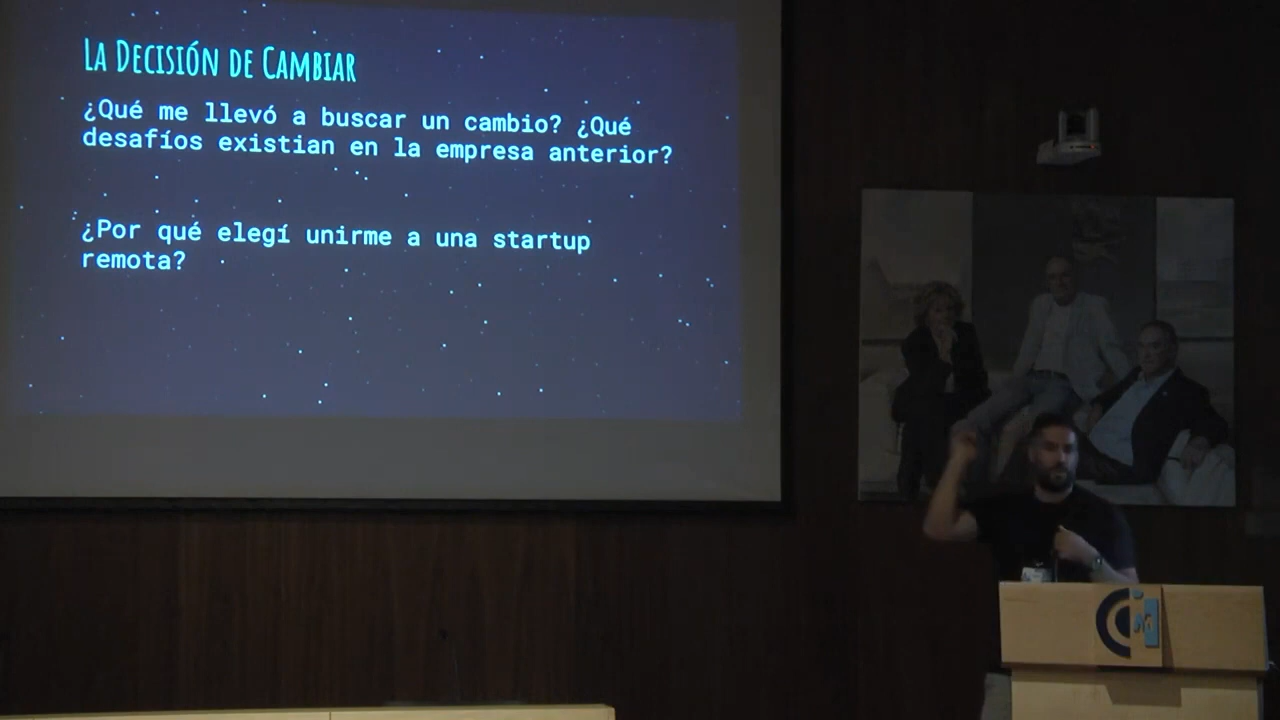 La Decisión de Cambiar
¿Qué me llevó a buscar un cambio? ¿Qué
desafíos existian en la empresa anterior?
¿Por qué elegí unirme a una startup
remota?